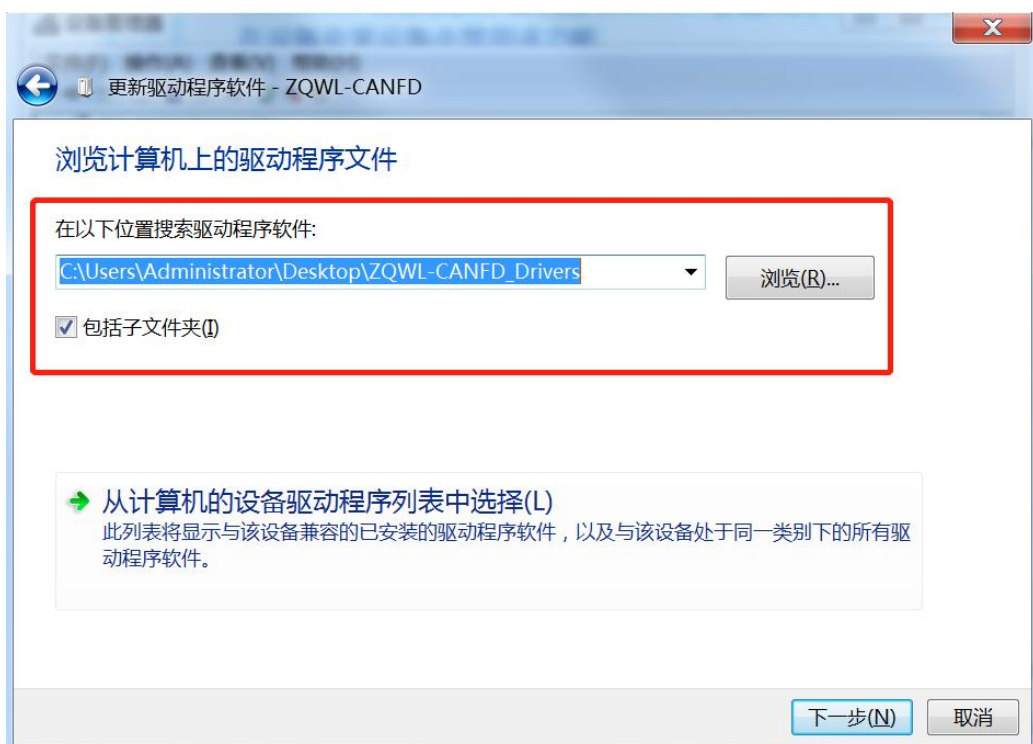 设备管理器
更新驱动程序软件 - ZQWL-CANFD
浏览计算机上的驱动程序文件
在以下位置搜索驱动程序软件:
C:\Users\Administrator\Desktop\ZQWL-CANFD_Drivers
浏览(R)...
包括子文件夹(I)
从计算机的设备驱动程序列表中选择(L)
此列表将显示与该设备兼容的已安装的驱动程序软件，以及与该设备处于同一类别下的所有驱
动程序软件。
下一步(N)
取消